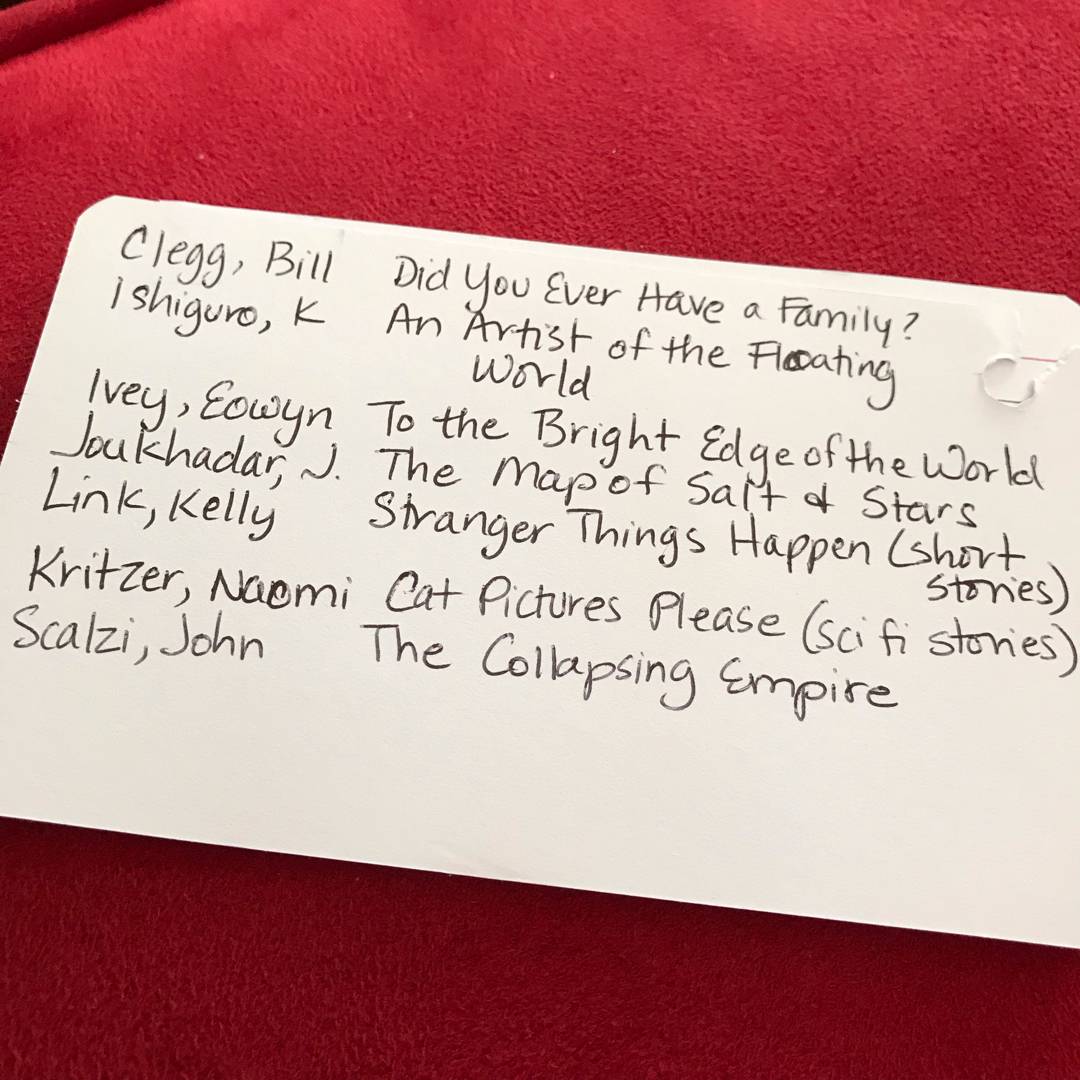 Clegg, Bill Did You Ever Have a Family?
Ishiguro, K An Artist of the Floating
World
Ivey, Eowyn To the Bright Edge of the World
Joukhadar, J. The Map of Salt & Stars
Link, Kelly Stranger Things Happen (short
stories)
Kritzer, Naomi Cat Pictures Please (sci fi stories)
Scalzi, John The Collapsing Empire